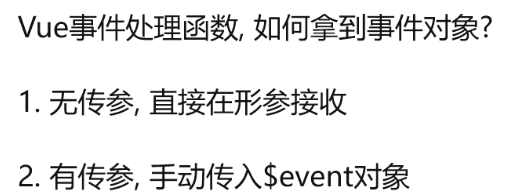 Vue事件处理函数, 如何拿到事件对象?
1. 无传参, 直接在形参接收
2. 有传参, 手动传入$event对象